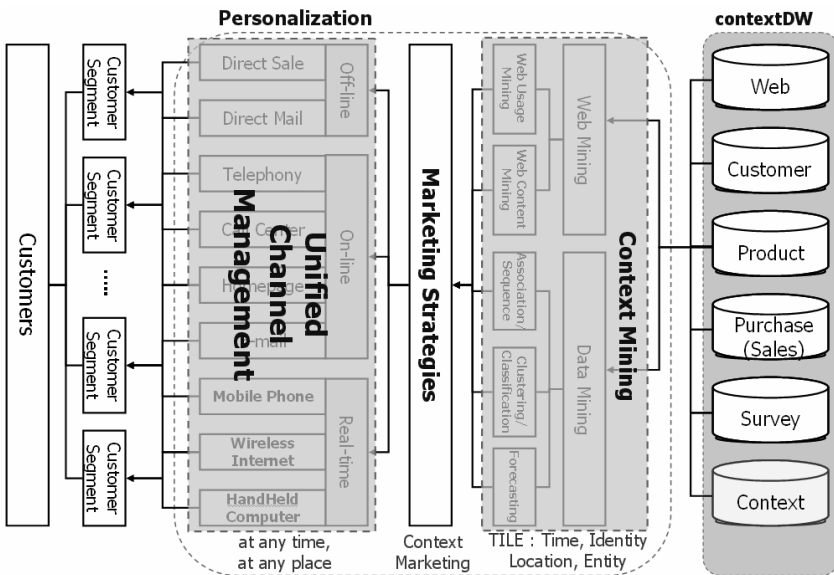 Personalization
contextDW
Customers
Customer
Segment
Customer
Segment
.....
Customer
Segment
Customer
Segment
Direct Sale
Direct Mail
Off-line
Telephony
Call Center
Homepage
E-mail
On-line
Mobile Phone
Wireless
Internet
HandHeld
Computer
Real-time
Unified
Channel
Management
at any time,
at any place
Marketing Strategies
Context
Marketing
Web Usage
Mining
Web Content
Mining
Web Mining
Association/
Sequence
Clustering/
Classification
Forecasting
Data Mining
Context Mining
TILE : Time, Identity
Location, Entity
Web
Customer
Product
Purchase
(Sales)
Survey
Context